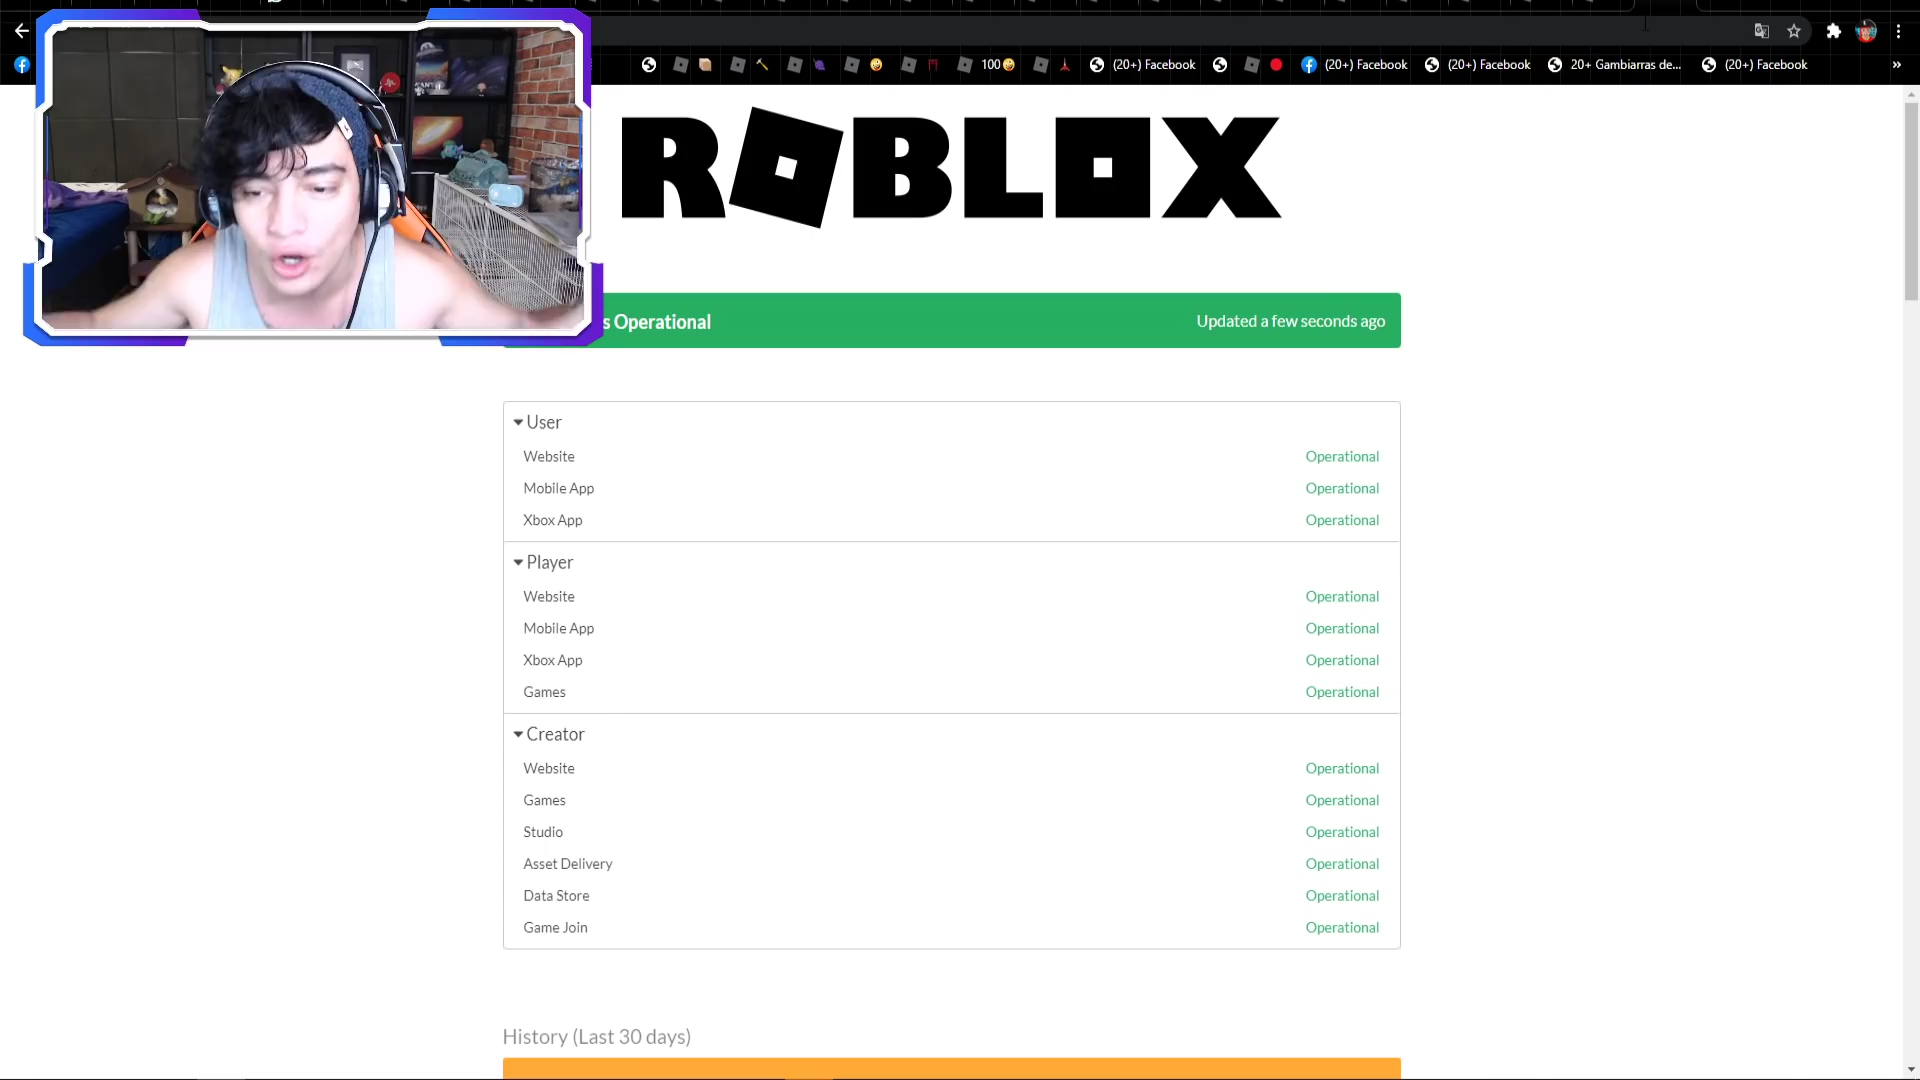 100
(20+) Facebook
(20+) Facebook
(20+) Facebook
20+ Gambiarras de...
(20+) Facebook
»
ROBLOX
s Operational
Updated a few seconds ago
User
Website
Operational
Mobile App
Operational
Xbox App
Operational
Player
Website
Operational
Mobile App
Operational
Xbox App
Operational
Games
Operational
Creator
Website
Operational
Games
Operational
Studio
Operational
Asset Delivery
Operational
Data Store
Operational
Game Join
Operational
History (Last 30 days)